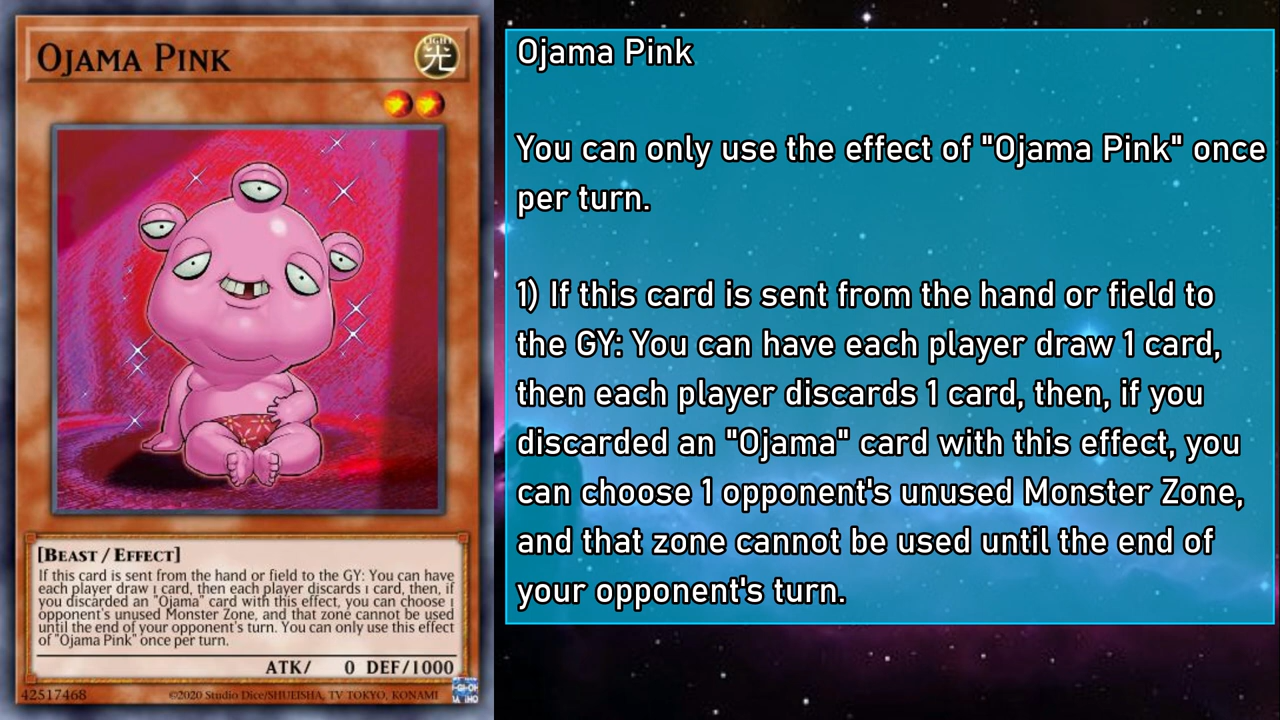 OJAMA PINK
LIGHT
光
[BEAST / EFFECT]
If this card is sent from the hand or field to the GY: You can have
each player draw 1 card, then each player discards 1 card, then, if
you discarded an "Ojama" card with this effect, you can choose 1
opponent's unused Monster Zone, and that zone cannot be used
until the end of your opponent's turn. You can only use this effect
of "Ojama Pink" once per turn.
ATK/ 0 DEF/1000
42517468
©2020 Studio Dice/SHUEISHA, TV TOKYO, KONAMI
Ojama Pink
You can only use the effect of "Ojama Pink" once
per turn.
1) If this card is sent from the hand or field to
the GY: You can have each player draw 1 card,
then each player discards 1 card, then, if you
discarded an "Ojama" card with this effect, you
can choose 1 opponent's unused Monster Zone,
and that zone cannot be used until the end of
your opponent's turn.